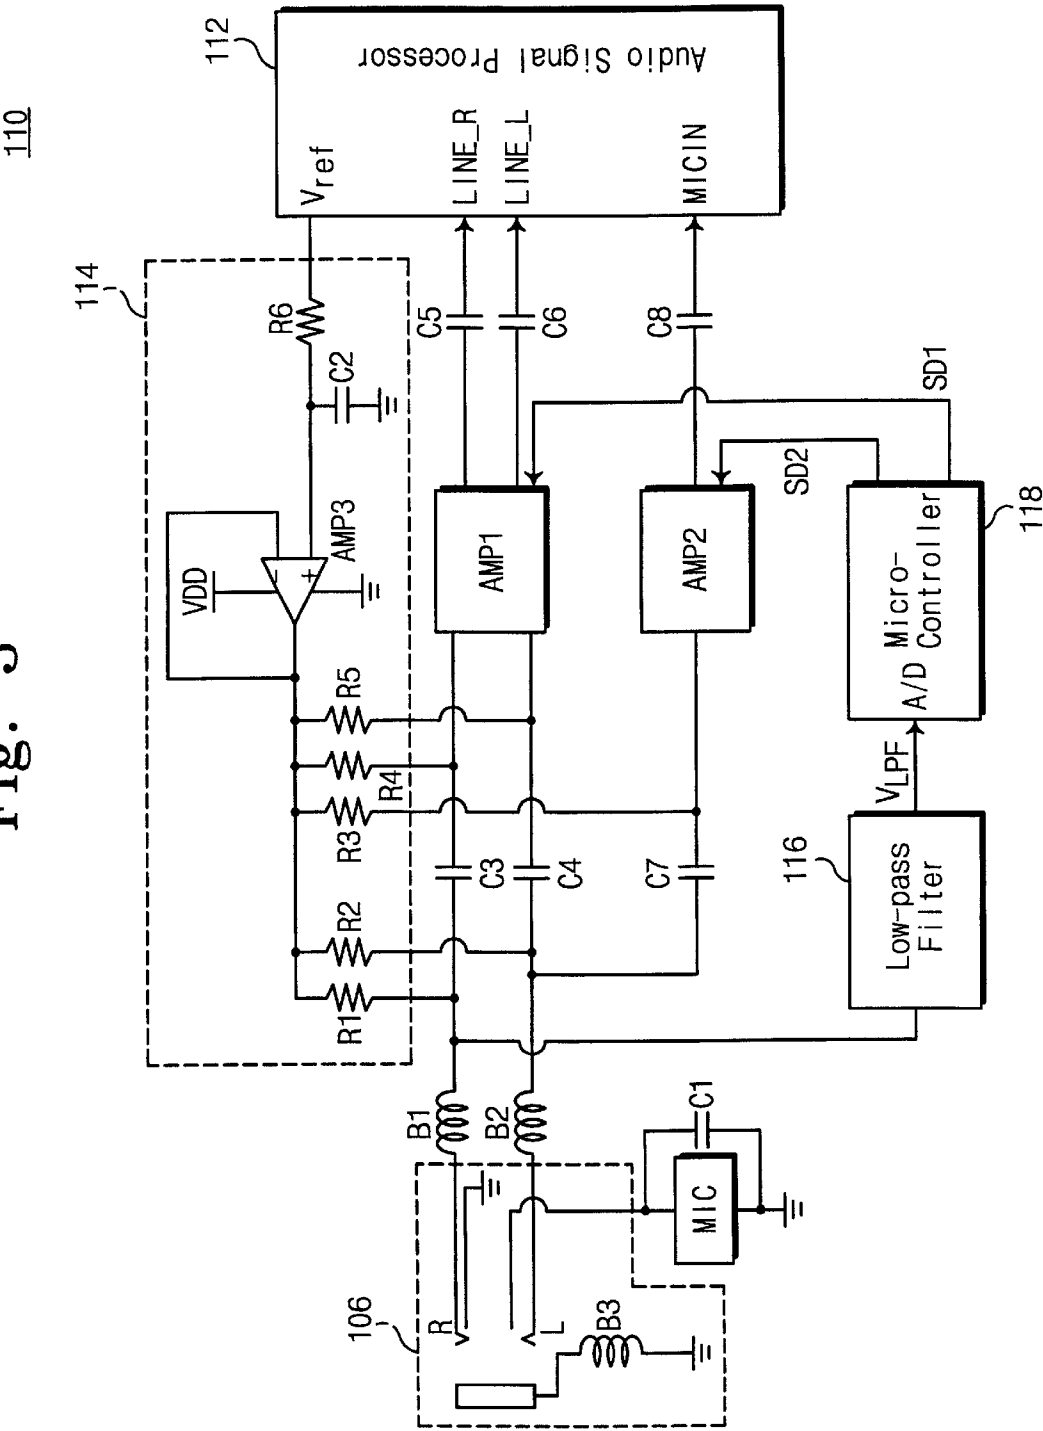 Fig.
110
112
Audio Signal Processor
Vref
LINE_R
LINE_L
MICIN
114
R6
C2
C5
C6
C8
VDD
-
+
AMP3
AMP1
AMP2
SD1
SD2
R1
R2
R3
R4
R5
C3
C4
C7
Micro-
Controller
A/D
118
VLPF
116
Low-pass
Filter
B1
B2
106
R
L
B3
MIC
C1